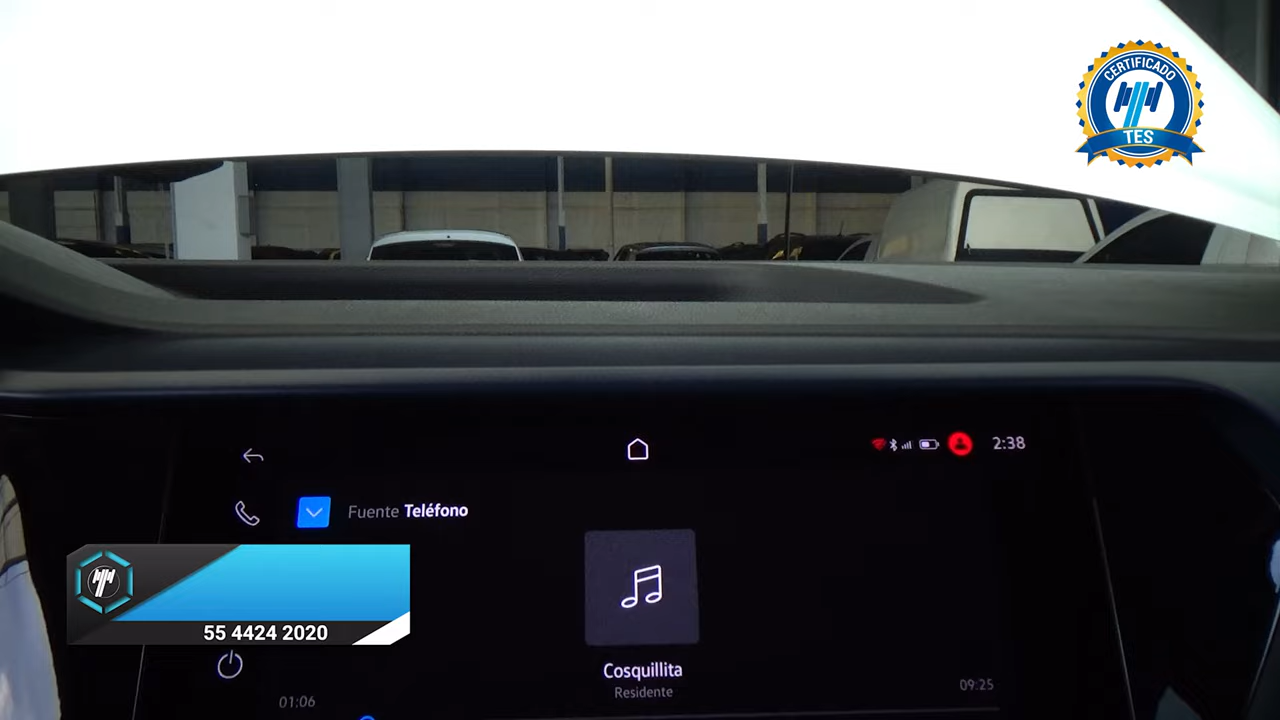 CERTIFICADO
TES
2:38
Fuente Teléfono
55 4424 2020
Cosquillita
Residente
01:06
09:25